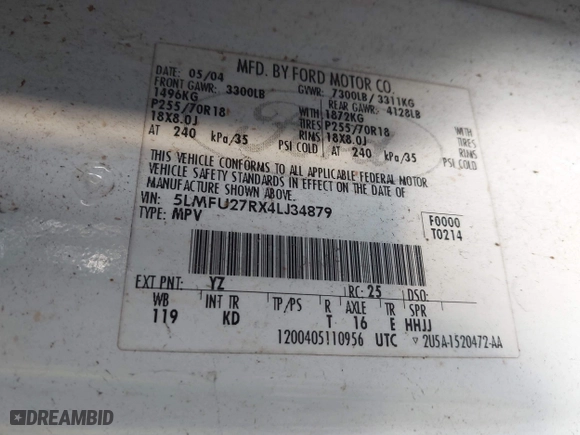 MFD. BY FORD MOTOR CO.
DATE: 05/04 GVWR: 7300LB / 3311KG
FRONT GAWR: 3300LB REAR GAWR: 4128LB
1496KG WITH 1872KG WITH
P255/70R18 TIRES P255/70R18 TIRES
18X8.0J RIMS 18X8.0J RIMS
AT 240 kPa/35 PSI COLD AT 240 kPa/35 PSI COLD
THIS VEHICLE CONFORMS TO ALL APPLICABLE FEDERAL MOTOR
VEHICLE SAFETY STANDARDS IN EFFECT ON THE DATE OF
MANUFACTURE SHOWN ABOVE.
VIN: 5LMFU27RX4LJ34879
TYPE: MPV
F0000
T0214
EXT PNT: YZ RC: 25 DSO:
WB INT TR TP/PS R AXLE TR SPR
119 KD T 16 E HHJJ
1200405110956 UTC ▽ 2U5A-1520472-AA
DREAMBID